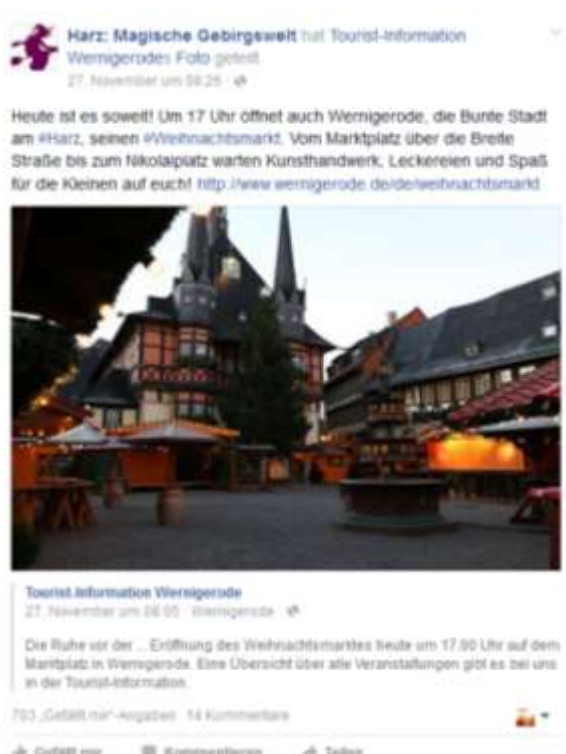 Harz: Magische Gebirgswelt hat Tourist-Information
Wernigerodes Foto geteilt
27. November um 08:26 ·
Heute ist es soweit! Um 17 Uhr öffnet auch Wernigerode, die Bunte Stadt
am #Harz, seinen #Weihnachtsmarkt. Vom Marktplatz über die Breite
Straße bis zum Nikolaiplatz warten Kunsthandwerk, Leckereien und Spaß
für die Kleinen auf euch! http://www.wernigerode.de/de/weihnachtsmarkt
Tourist-Information Wernigerode
27. November um 08:05 · Wernigerode ·
Die Ruhe vor der ... Eröffnung des Weihnachtsmarktes heute um 17.00 Uhr auf dem
Marktplatz in Wernigerode. Eine Übersicht über alle Veranstaltungen gibt es bei uns
in der Tourist-Information.
703 „Gefällt mir“-Angaben 14 Kommentare
Gefällt mir Kommentieren Teilen